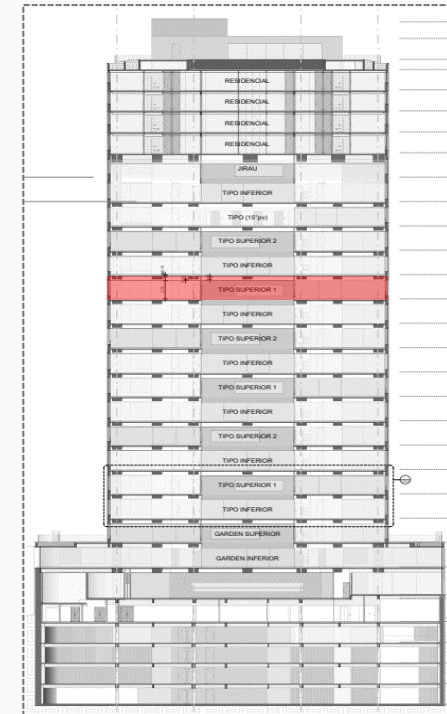 RESIDENCIAL
RESIDENCIAL
RESIDENCIAL
RESIDENCIAL
JIRAU
TIPO INFERIOR
TIPO (15°pv)
TIPO SUPERIOR 2
TIPO INFERIOR
TIPO SUPERIOR 1
TIPO INFERIOR
TIPO SUPERIOR 2
TIPO INFERIOR
TIPO SUPERIOR 1
TIPO INFERIOR
TIPO SUPERIOR 2
TIPO INFERIOR
TIPO SUPERIOR 1
TIPO INFERIOR
GARDEN SUPERIOR
GARDEN INFERIOR